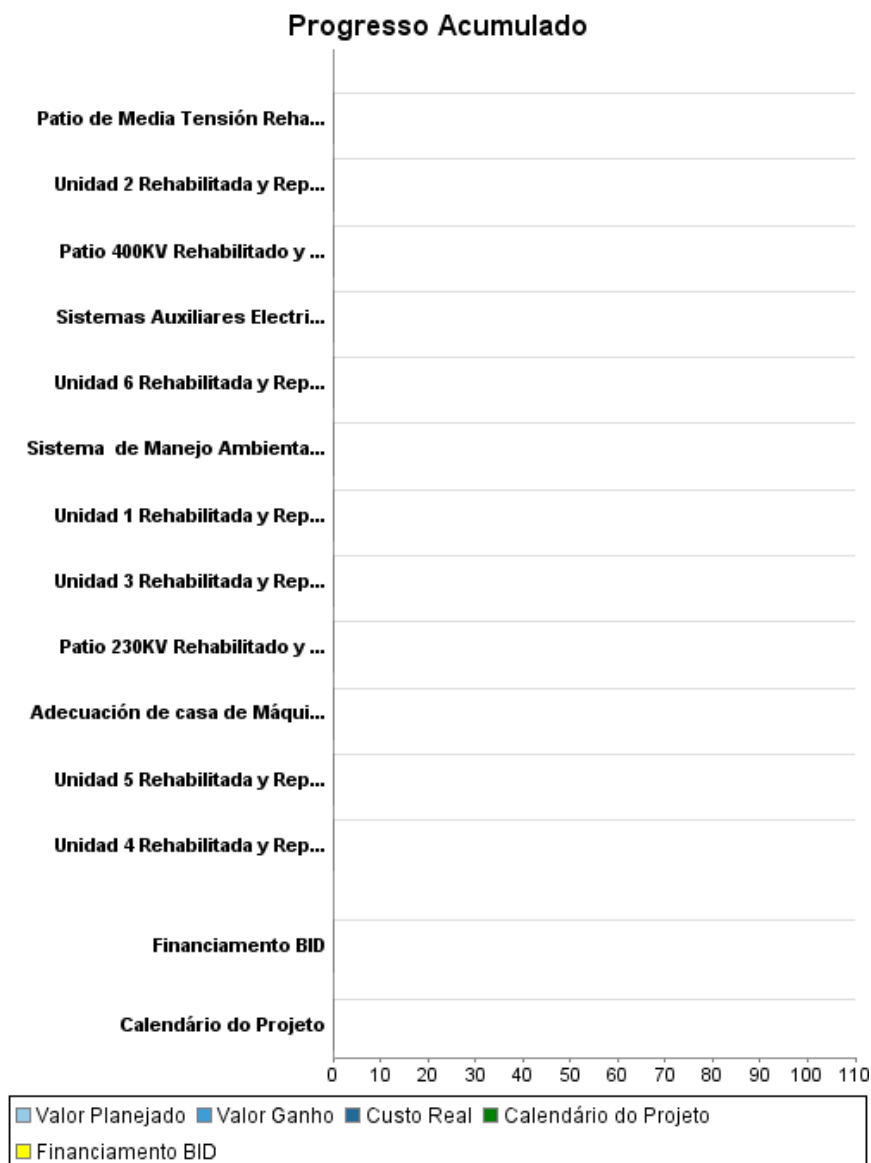 Progresso Acumulado
Patio de Media Tensión Reha...
Unidad 2 Rehabilitada y Rep...
Patio 400KV Rehabilitado y ...
Sistemas Auxiliares Electri...
Unidad 6 Rehabilitada y Rep...
Sistema  de Manejo Ambienta...
Unidad 1 Rehabilitada y Rep...
Unidad 3 Rehabilitada y Rep...
Patio 230KV Rehabilitado y ...
Adecuación de casa de Máqui...
Unidad 5 Rehabilitada y Rep...
Unidad 4 Rehabilitada y Rep...
Financiamento BID
Calendário do Projeto
0 10 20 30 40 50 60 70 80 90 100 110
Valor Planejado Valor Ganho Custo Real Calendário do Projeto
Financiamento BID